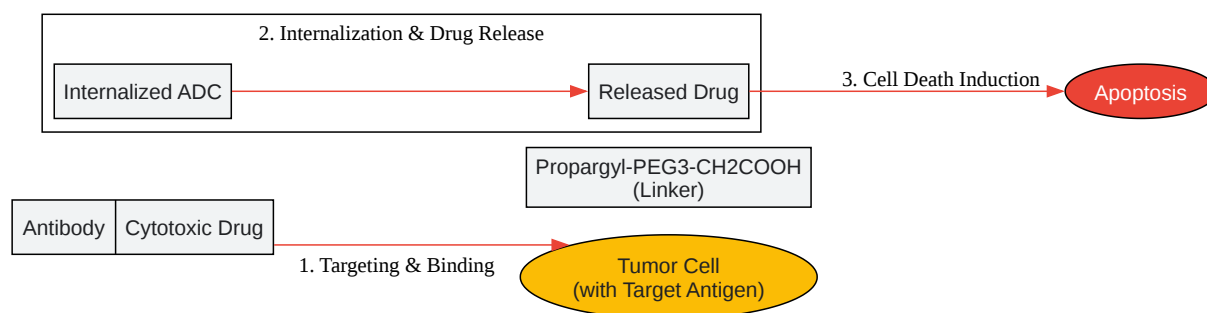 2. Internalization & Drug Release
Internalized ADC
Released Drug
3. Cell Death Induction
Apoptosis
Propargyl-PEG3-CH2COOH
(Linker)
Antibody
Cytotoxic Drug
1. Targeting & Binding
Tumor Cell
(with Target Antigen)